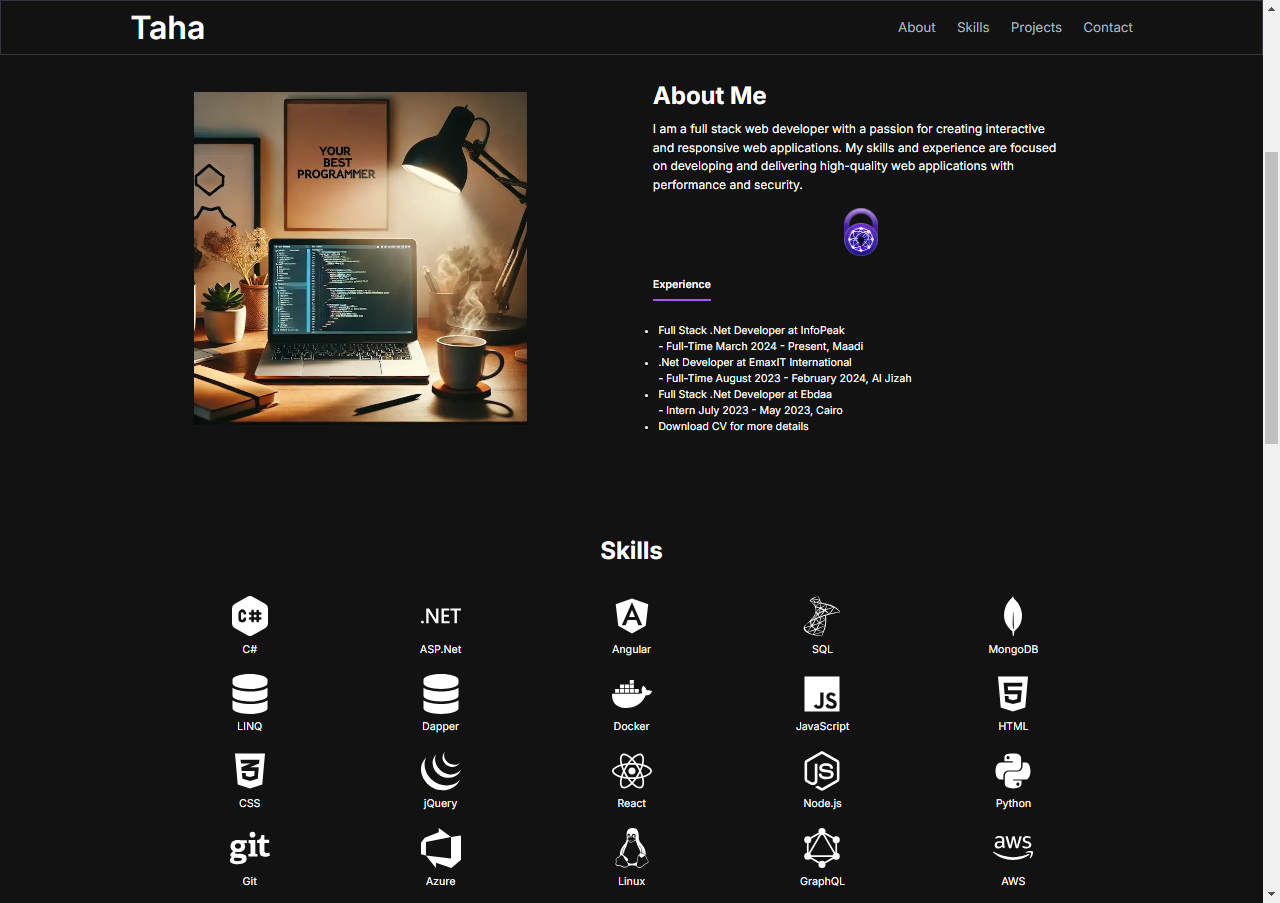 Taha
About Skills Projects Contact
YOUR
BEST
PROGRAMMER
About Me
I am a full stack web developer with a passion for creating interactive
and responsive web applications. My skills and experience are focused
on developing and delivering high-quality web applications with
performance and security.
Experience
Full Stack .Net Developer at InfoPeak
- Full-Time March 2024 - Present, Maadi
.Net Developer at EmaxIT International
- Full-Time August 2023 - February 2024, Al Jizah
Full Stack .Net Developer at Ebdaa
- Intern July 2023 - May 2023, Cairo
Download CV for more details
Skills
C# .NET JS
C# ASP.Net Angular SQL MongoDB
LINQ Dapper Docker JavaScript HTML
CSS jQuery React Node.js Python
git aws
Git Azure Linux GraphQL AWS